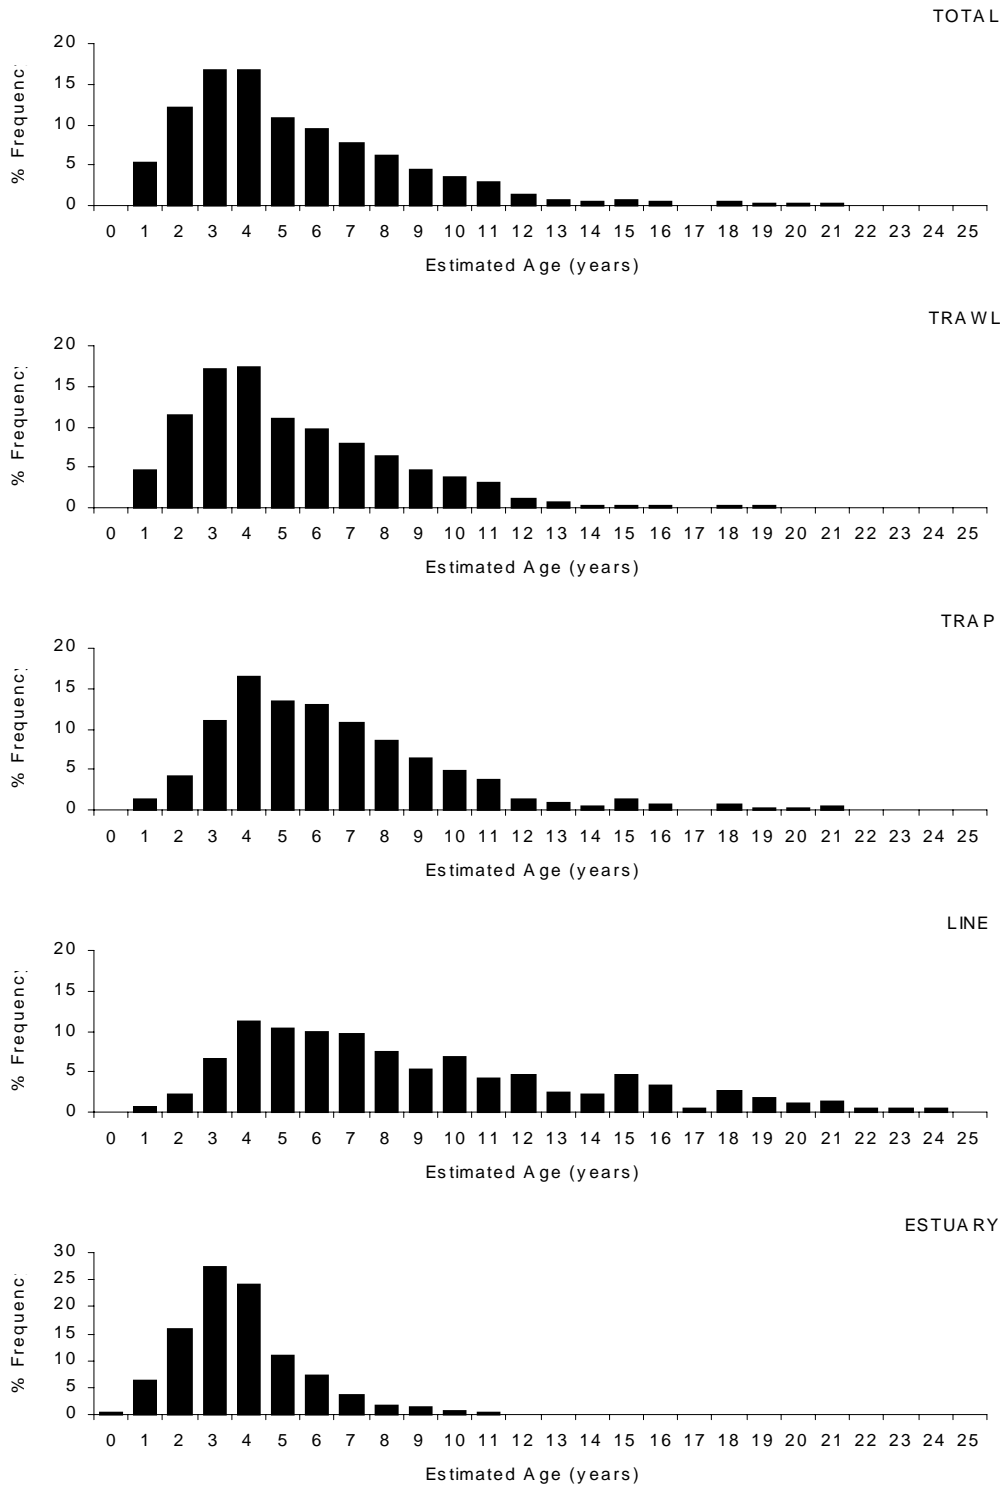 TOTAL
% Frequenc
20
15
10
5
0
0 1 2 3 4 5 6 7 8 9 10 11 12 13 14 15 16 17 18 19 20 21 22 23 24 25
Estimated Age (years)
TRAWL
% Frequency
20
15
10
5
0
0 1 2 3 4 5 6 7 8 9 10 11 12 13 14 15 16 17 18 19 20 21 22 23 24 25
Estimated Age (years)
TRAP
% Frequency
20
15
10
5
0
0 1 2 3 4 5 6 7 8 9 10 11 12 13 14 15 16 17 18 19 20 21 22 23 24 25
Estimated Age (years)
LINE
% Frequency
20
15
10
5
0
0 1 2 3 4 5 6 7 8 9 10 11 12 13 14 15 16 17 18 19 20 21 22 23 24 25
Estimated Age (years)
ESTUARY
% Frequenc
30
25
20
15
10
5
0
0 1 2 3 4 5 6 7 8 9 10 11 12 13 14 15 16 17 18 19 20 21 22 23 24 25
Estimated Age (years)